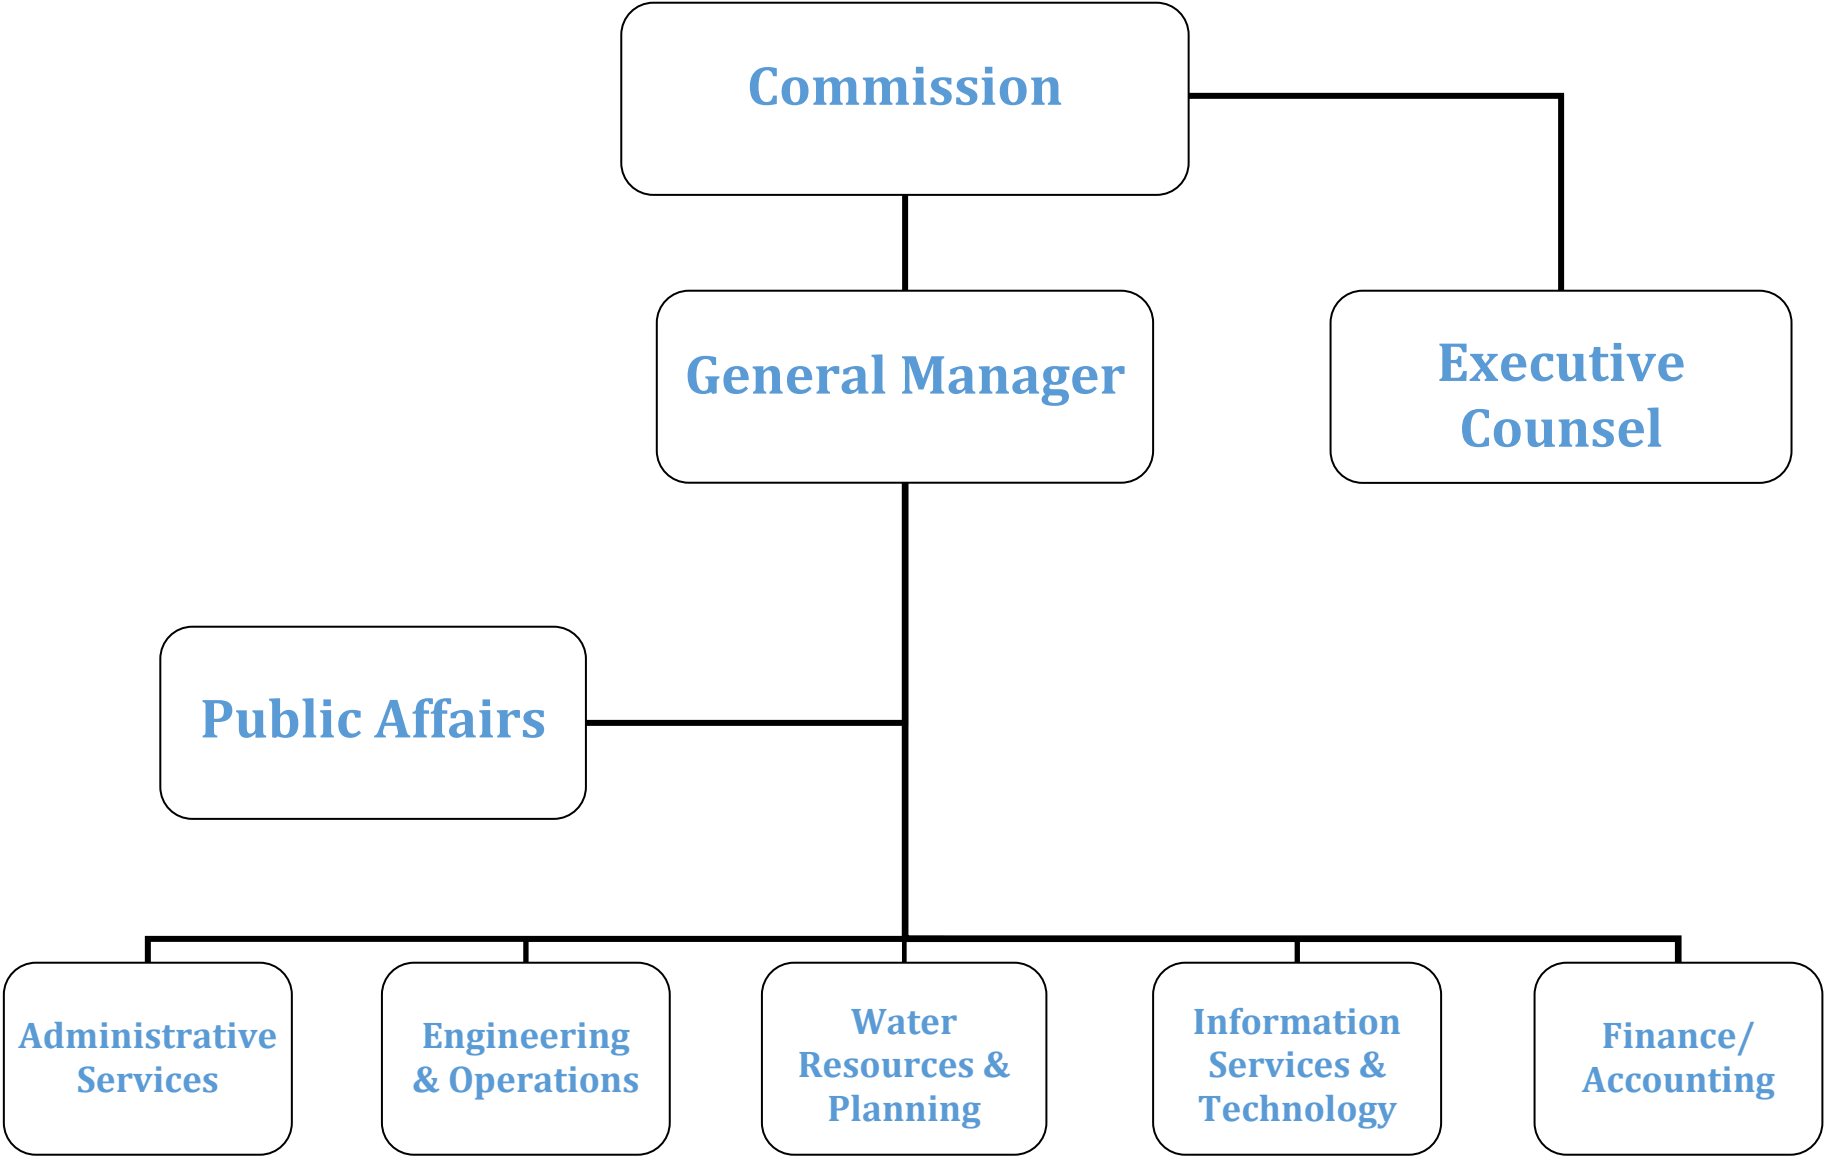 Commission
General Manager
Executive
Counsel
Public Affairs
Administrative
Services
Engineering
& Operations
Water
Resources &
Planning
Information
Services &
Technology
Finance/
Accounting